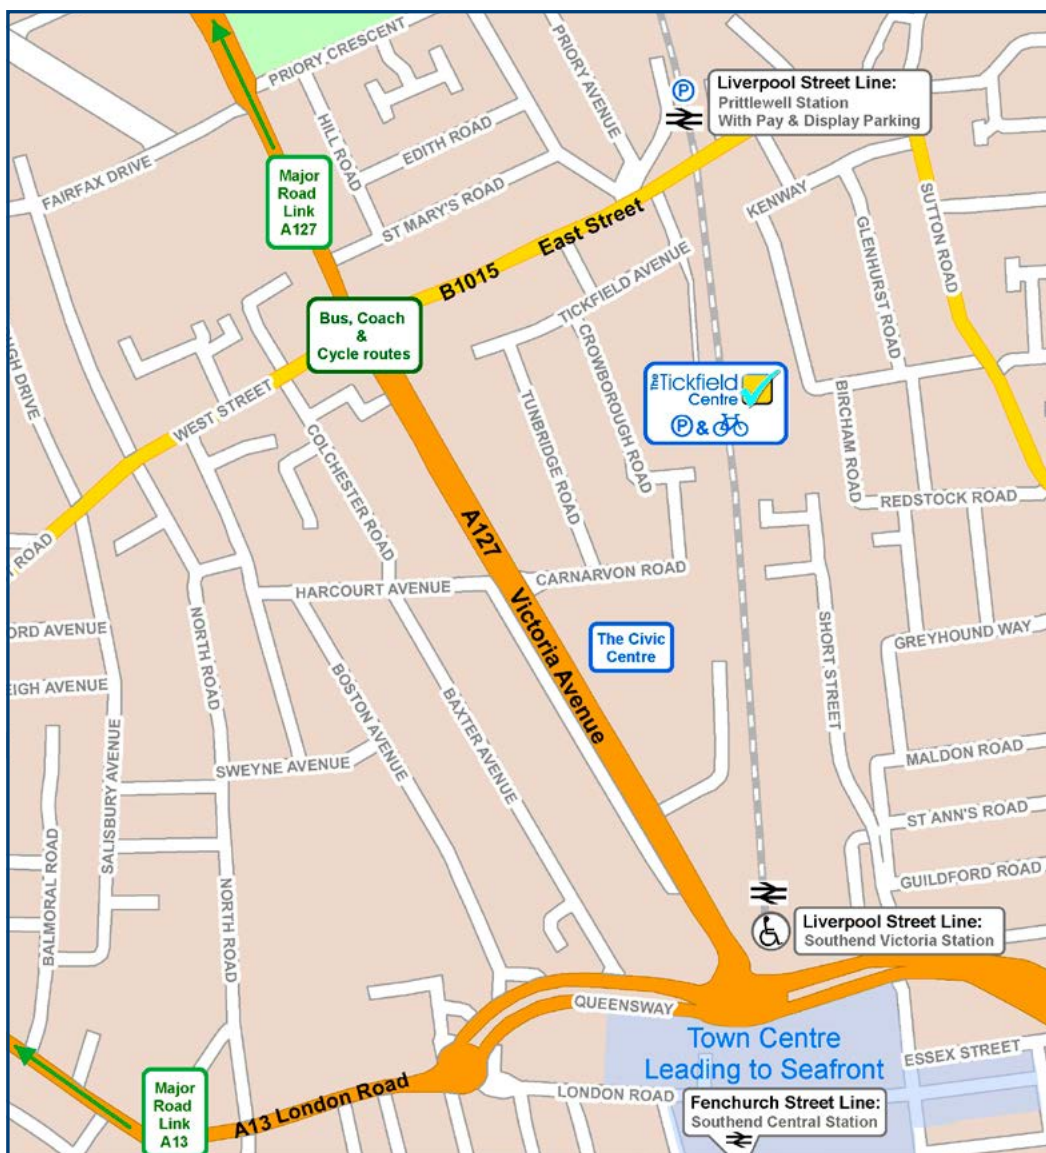 PRIORY CRESCENT
PRIORY AVENUE
P
Liverpool Street Line:
Prittlewell Station
With Pay & Display Parking
HILL ROAD
EDITH ROAD
FAIRFAX DRIVE
Major
Road
Link
A127
ST MARY'S ROAD
KENWAY
SUTTON ROAD
GLENHURST ROAD
B1015
East Street
TICKFIELD AVENUE
Bus, Coach
&
Cycle routes
CROWBOROUGH ROAD
The Tickfield
Centre
P &
UGH DRIVE
WEST STREET
COLCHESTER ROAD
TUNBRIDGE ROAD
BIRCHAM ROAD
REDSTOCK ROAD
ROAD
A127
Victoria Avenue
HARCOURT AVENUE
CARNARVON ROAD
ORD AVENUE
NORTH ROAD
The Civic
Centre
SHORT STREET
GREYHOUND WAY
EIGH AVENUE
BOSTON AVENUE
BAXTER AVENUE
SWEYNE AVENUE
SALISBURY AVENUE
MALDON ROAD
ST ANN'S ROAD
BALMORAL ROAD
NORTH ROAD
GUILDFORD ROAD
Liverpool Street Line:
Southend Victoria Station
QUEENSWAY
Town Centre
Leading to Seafront
ESSEX STREET
Major
Road
Link
A13
A13 London Road
LONDON ROAD
Fenchurch Street Line:
Southend Central Station